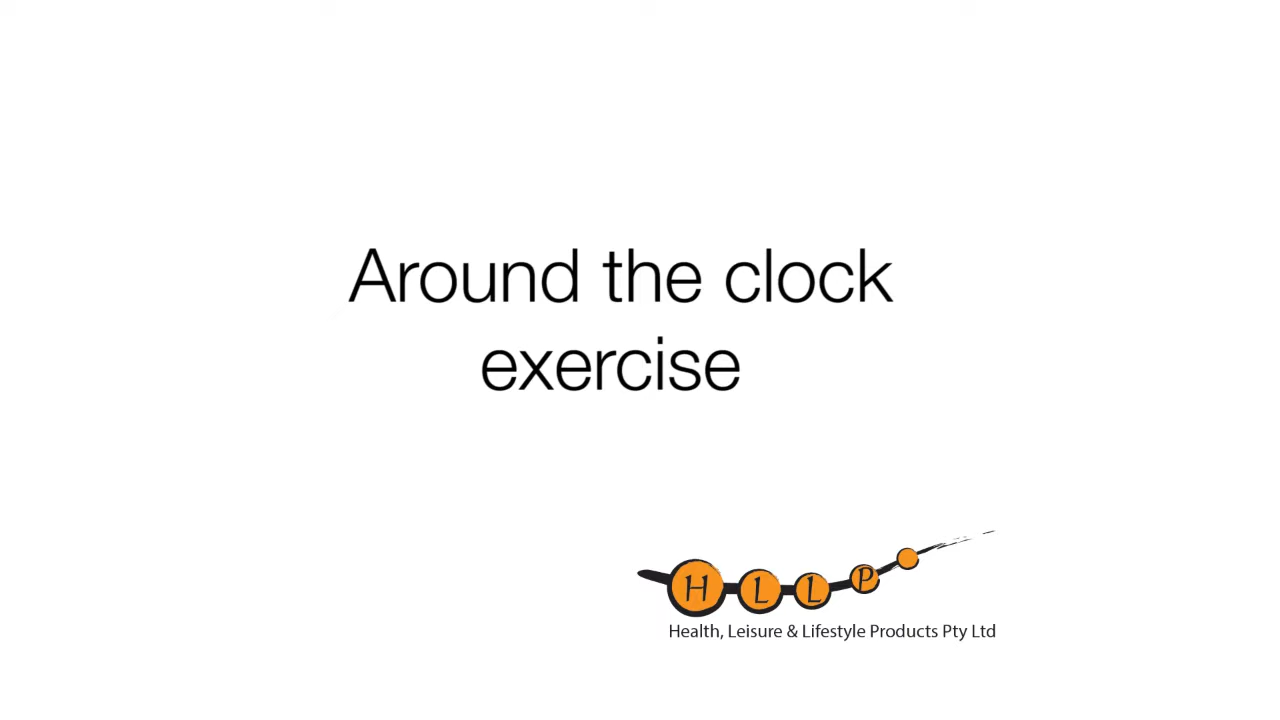 Around the clock
exercise
H L L P
Health, Leisure & Lifestyle Products Pty Ltd